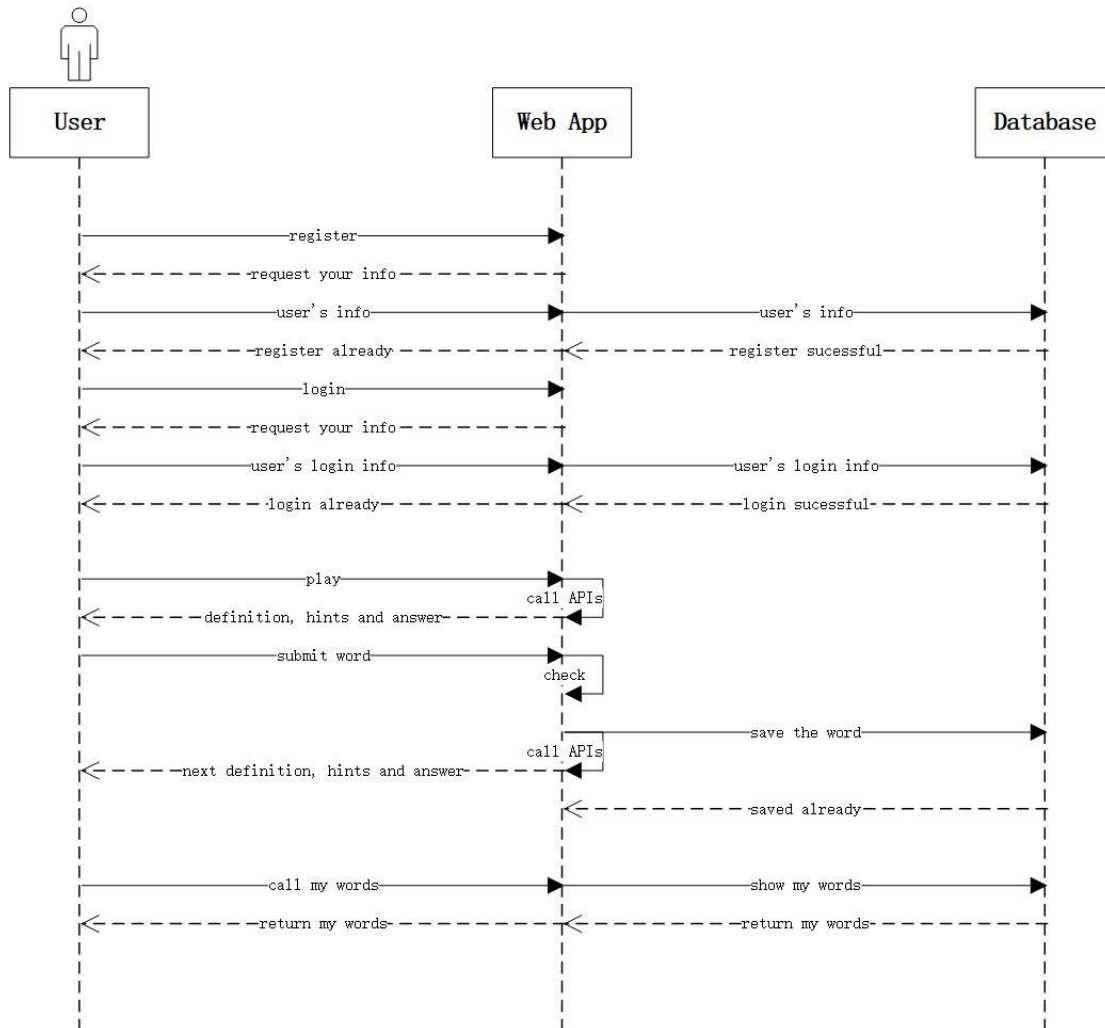 User
Web App
Database
register
request your info
user's info
user's info
register already
register sucessful
login
request your info
user's login info
user's login info
login already
login sucessful
play
call APIs
definition, hints and answer
submit word
check
save the word
call APIs
next definition, hints and answer
saved already
call my words
show my words
return my words
return my words